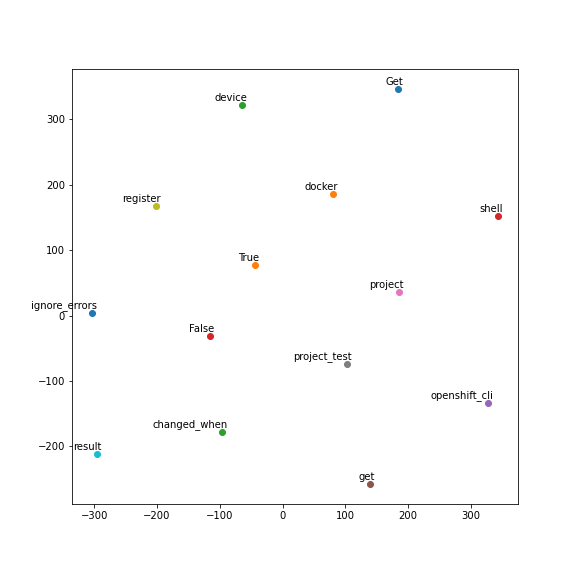 Get
device
docker
register
shell
True
project
ignore_errors
False
project_test
openshift_cli
changed_when
result
get
300
200
100
0
−100
−200
−300
−200
−100
0
100
200
300